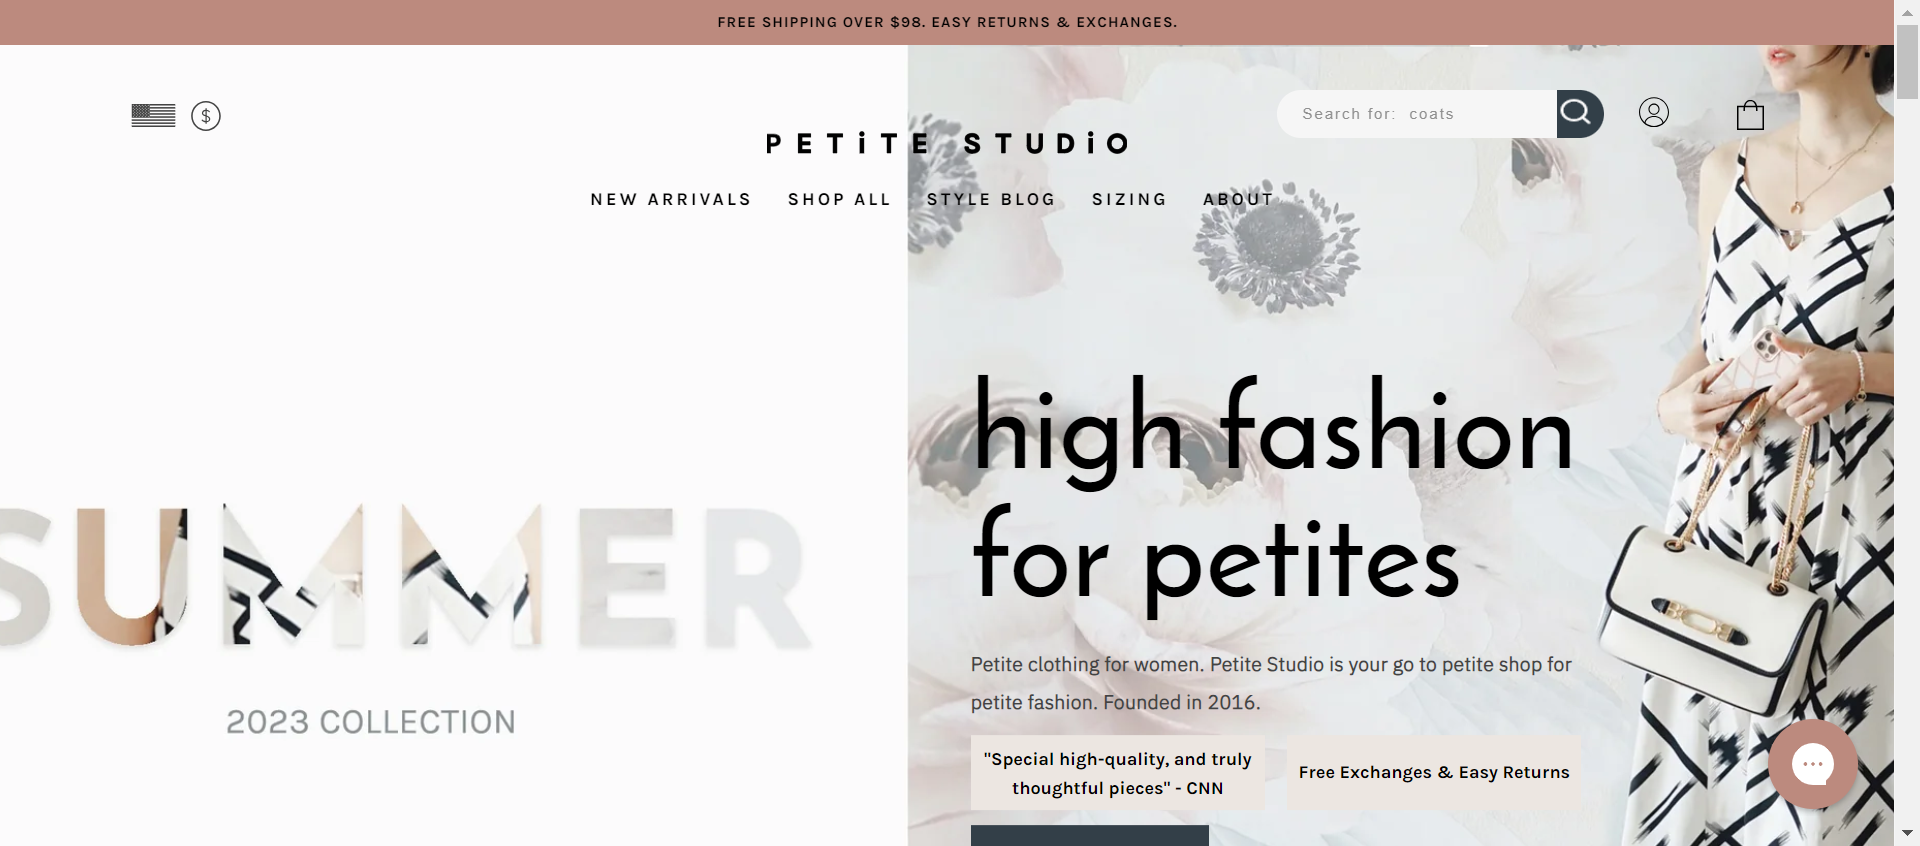 FREE SHIPPING OVER $98. EASY RETURNS & EXCHANGES.
$
Search for: coats
PETiTE STUDiO
NEW ARRIVALS SHOP ALL STYLE BLOG SIZING ABOUT
high fashion
for petites
SUMMER
2023 COLLECTION
Petite clothing for women. Petite Studio is your go to petite shop for
petite fashion. Founded in 2016.
"Special high-quality, and truly
thoughtful pieces" - CNN
Free Exchanges & Easy Returns